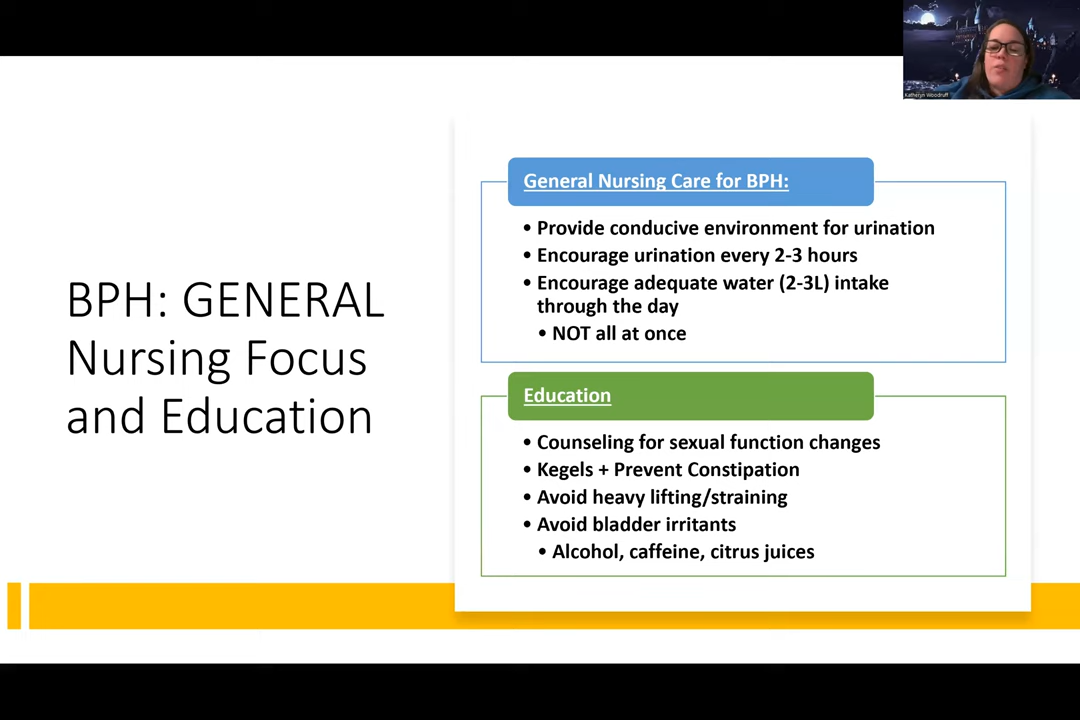 Katheryn Woodruff
BPH: GENERAL
Nursing Focus
and Education
General Nursing Care for BPH:
• Provide conducive environment for urination
• Encourage urination every 2-3 hours
• Encourage adequate water (2-3L) intake
through the day
• NOT all at once
Education
• Counseling for sexual function changes
• Kegels + Prevent Constipation
• Avoid heavy lifting/straining
• Avoid bladder irritants
• Alcohol, caffeine, citrus juices